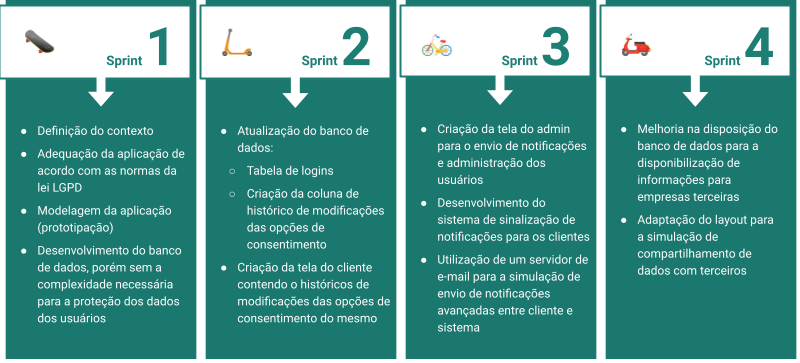 Sprint 1
● Definição do contexto
● Adequação da aplicação de
acordo com as normas da
lei LGPD
● Modelagem da aplicação
(prototipação)
● Desenvolvimento do banco
de dados, porém sem a
complexidade necessária
para a proteção dos dados
dos usuários
Sprint 2
● Atualização do banco de
dados:
○ Tabela de logins
○ Criação da coluna de
histórico de modificações
das opções de
consentimento
● Criação da tela do cliente
contendo o históricos de
modificações das opções de
consentimento do mesmo
Sprint 3
● Criação da tela do admin
para o envio de notificações
e administração dos
usuários
● Desenvolvimento do
sistema de sinalização de
notificações para os clientes
● Utilização de um servidor de
e-mail para a simulação de
envio de notificações
avançadas entre cliente e
sistema
Sprint 4
● Melhoria na disposição do
banco de dados para a
disponibilização de
informações para
empresas terceiras
● Adaptação do layout para
a simulação de
compartilhamento de
dados com terceiros